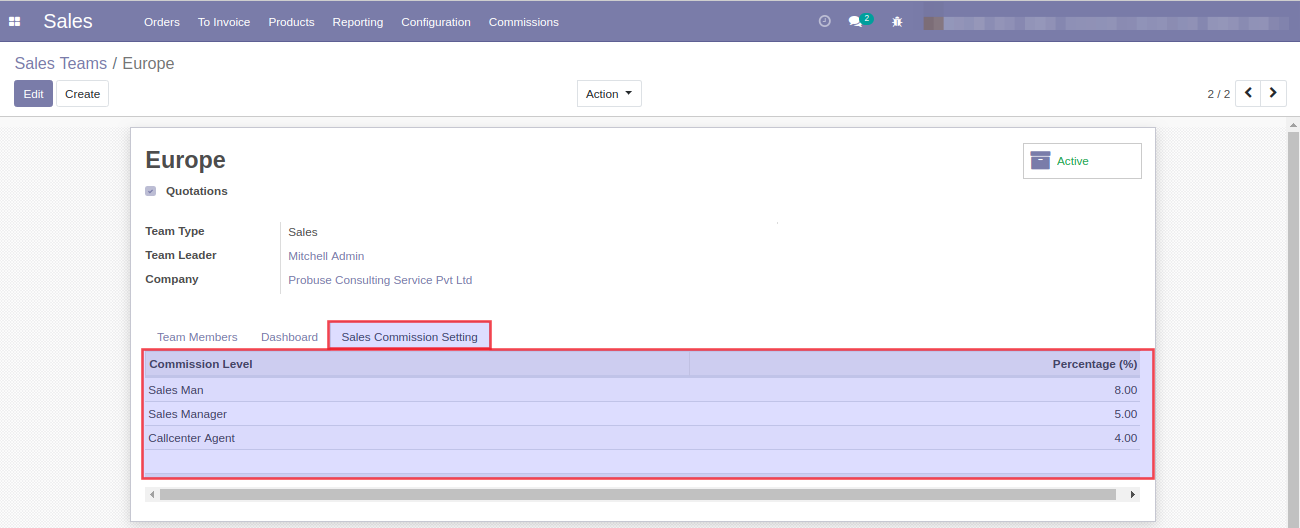 Sales Orders To Invoice Products Reporting Configuration Commissions 2
Sales Teams / Europe
Edit Create Action 2 / 2
Europe
Active
Quotations
Team Type Sales
Team Leader Mitchell Admin
Company Probuse Consulting Service Pvt Ltd
Team Members Dashboard Sales Commission Setting
Commission Level Percentage (%)
Sales Man 8.00
Sales Manager 5.00
Callcenter Agent 4.00